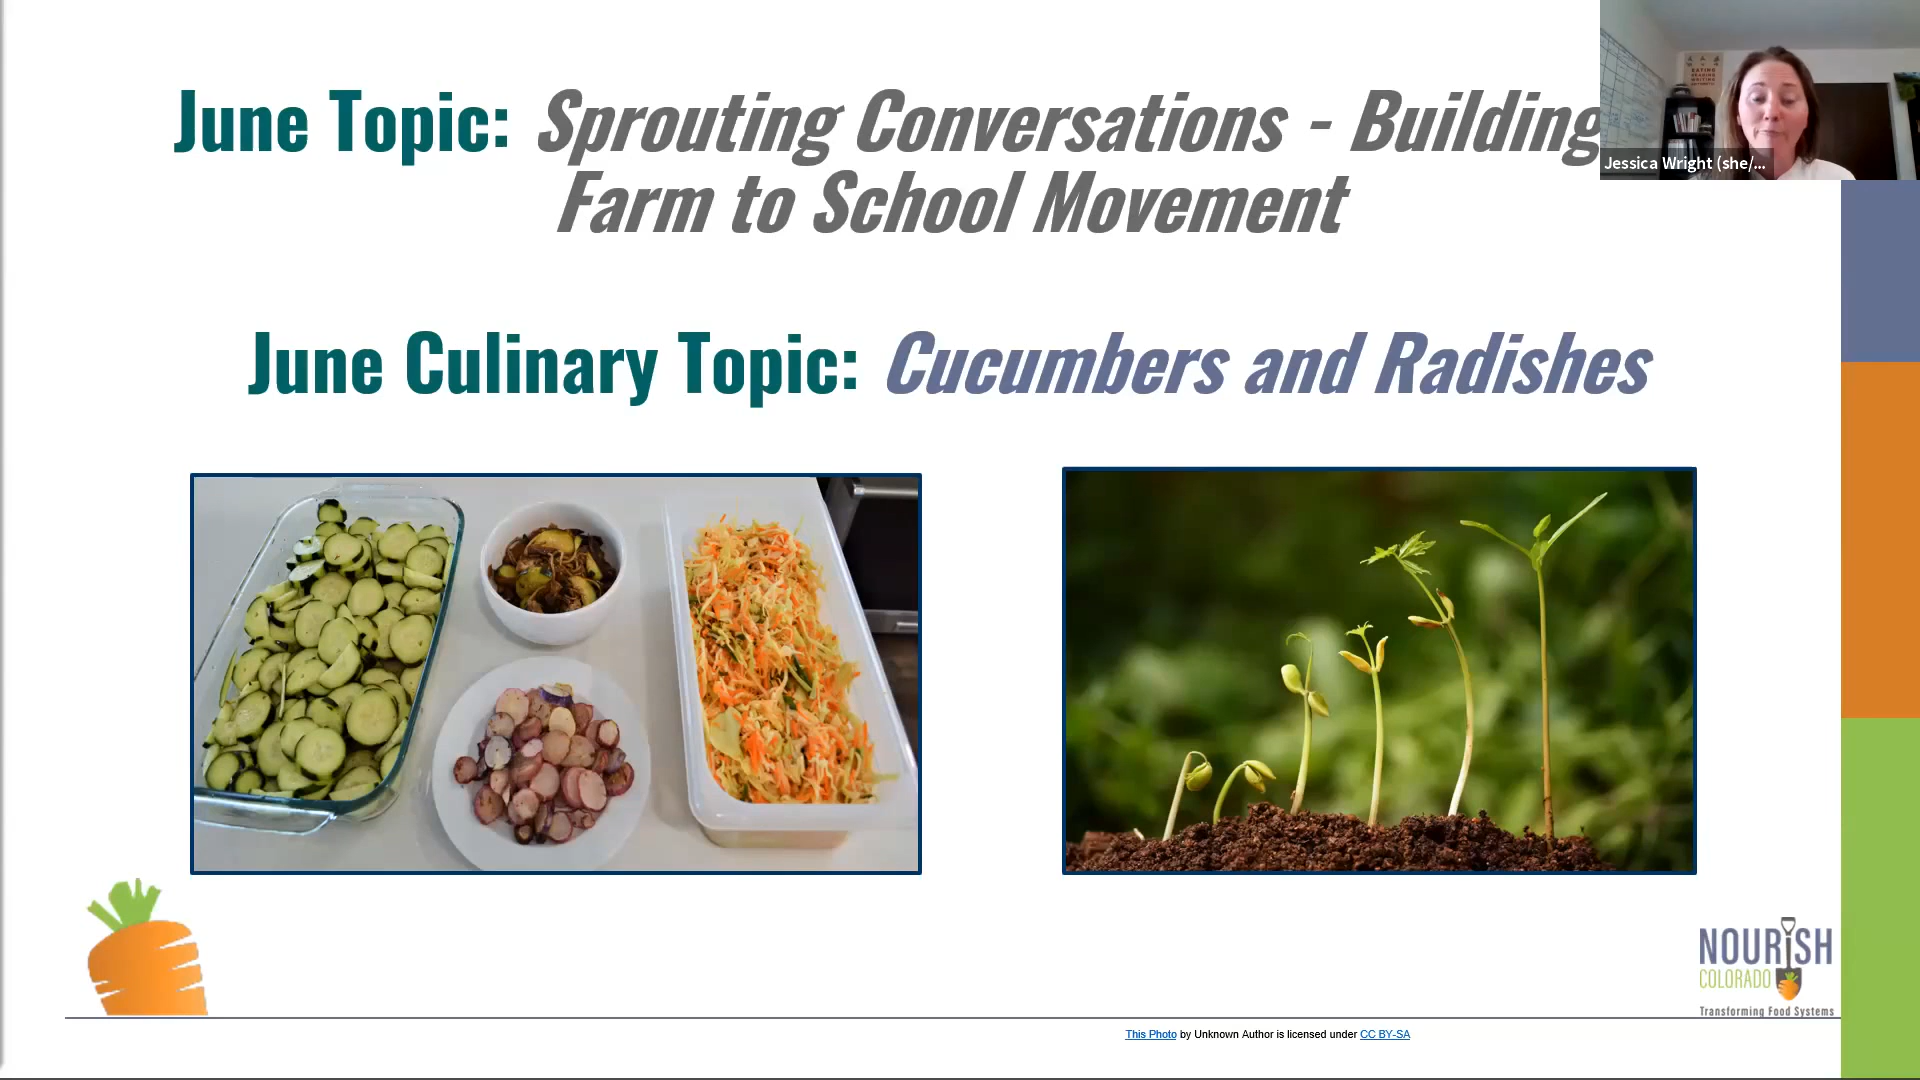 June Topic: Sprouting Conversations - Building
Farm to School Movement
Jessica Wright (she/...
June Culinary Topic: Cucumbers and Radishes
NOURISH
COLORADO
Transforming Food Systems
This Photo by Unknown Author is licensed under CC BY-SA